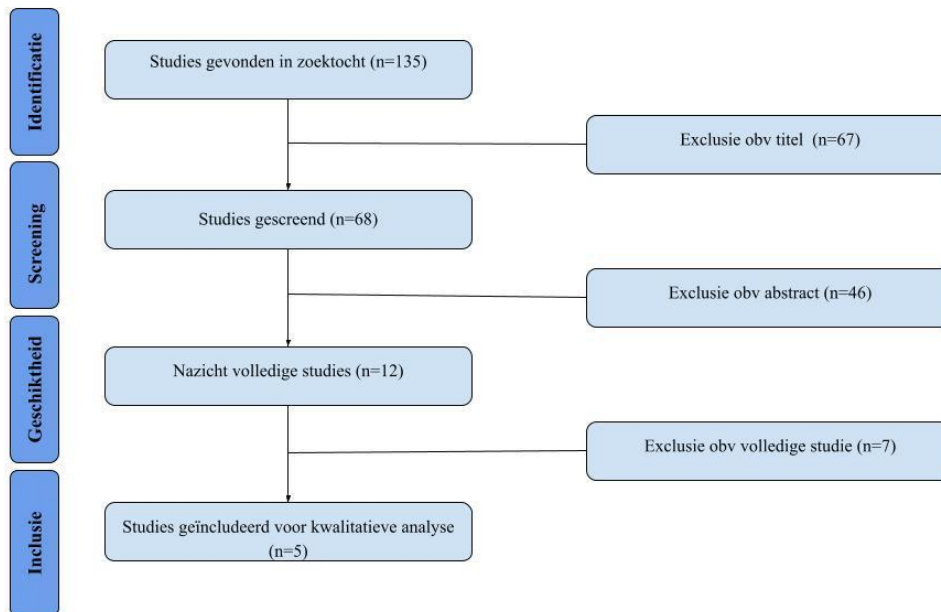 Identificatie
Studies gevonden in zoektocht (n=135)
Exclusie obv titel (n=67)
Screening
Studies gescreend (n=68)
Exclusie obv abstract (n=46)
Geschiktheid
Nazicht volledige studies (n=12)
Exclusie obv volledige studie (n=7)
Inclusie
Studies geïncludeerd voor kwalitatieve analyse
(n=5)